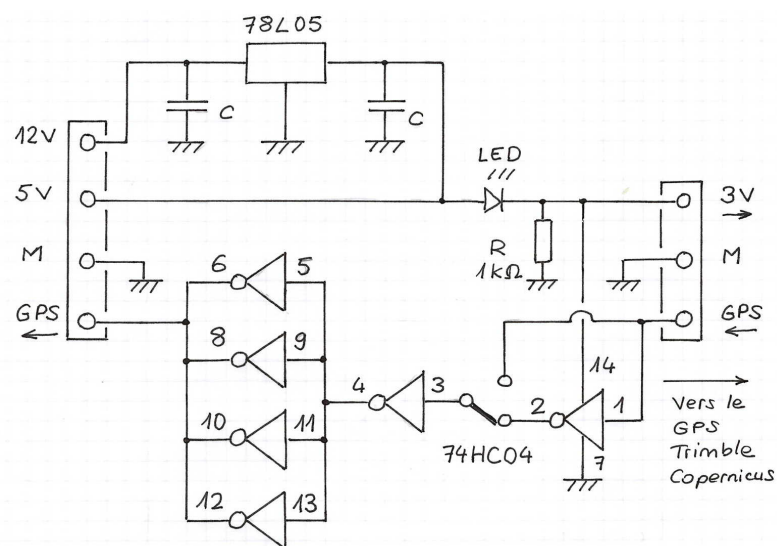 78L05
12V
C
C
5V
LED
3V
M
R
1kΩ
M
GPS
GPS
6
5
8
9
10
11
12
13
4
3
2
1
14
7
74HC04
Vers le
GPS
Trimble
Copernicus